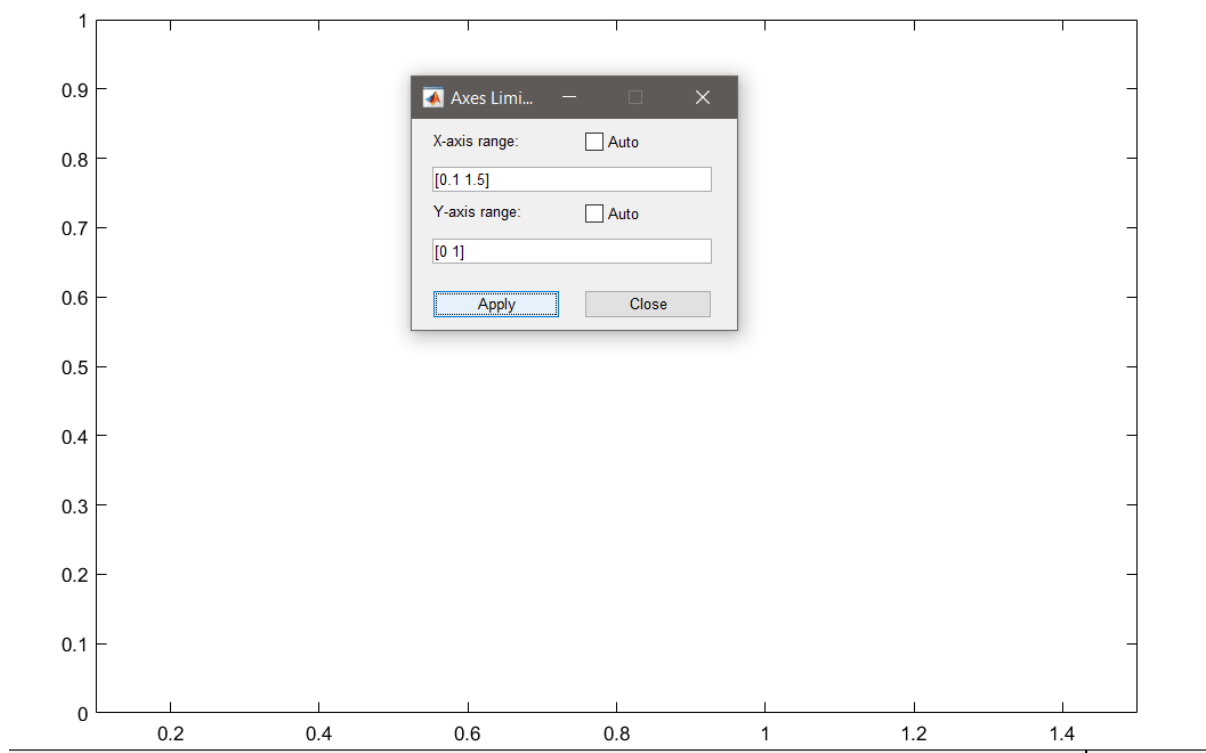 1
0.9
0.8
0.7
0.6
0.5
0.4
0.3
0.2
0.1
0
Axes Limi...
X-axis range: Auto
[0.1 1.5]
Y-axis range: Auto
[0 1]
Apply Close
0.2 0.4 0.6 0.8 1 1.2 1.4